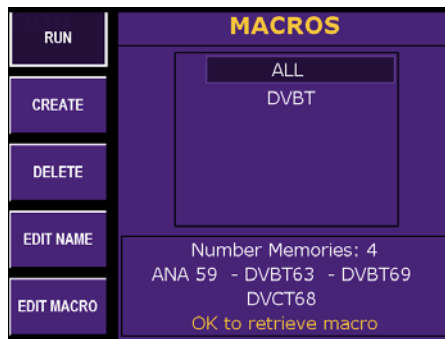 RUN
CREATE
DELETE
EDIT NAME
EDIT MACRO
MACROS
ALL
DVBT
Number Memories: 4
ANA 59 - DVBT63 - DVBT69
DVCT68
OK to retrieve macro